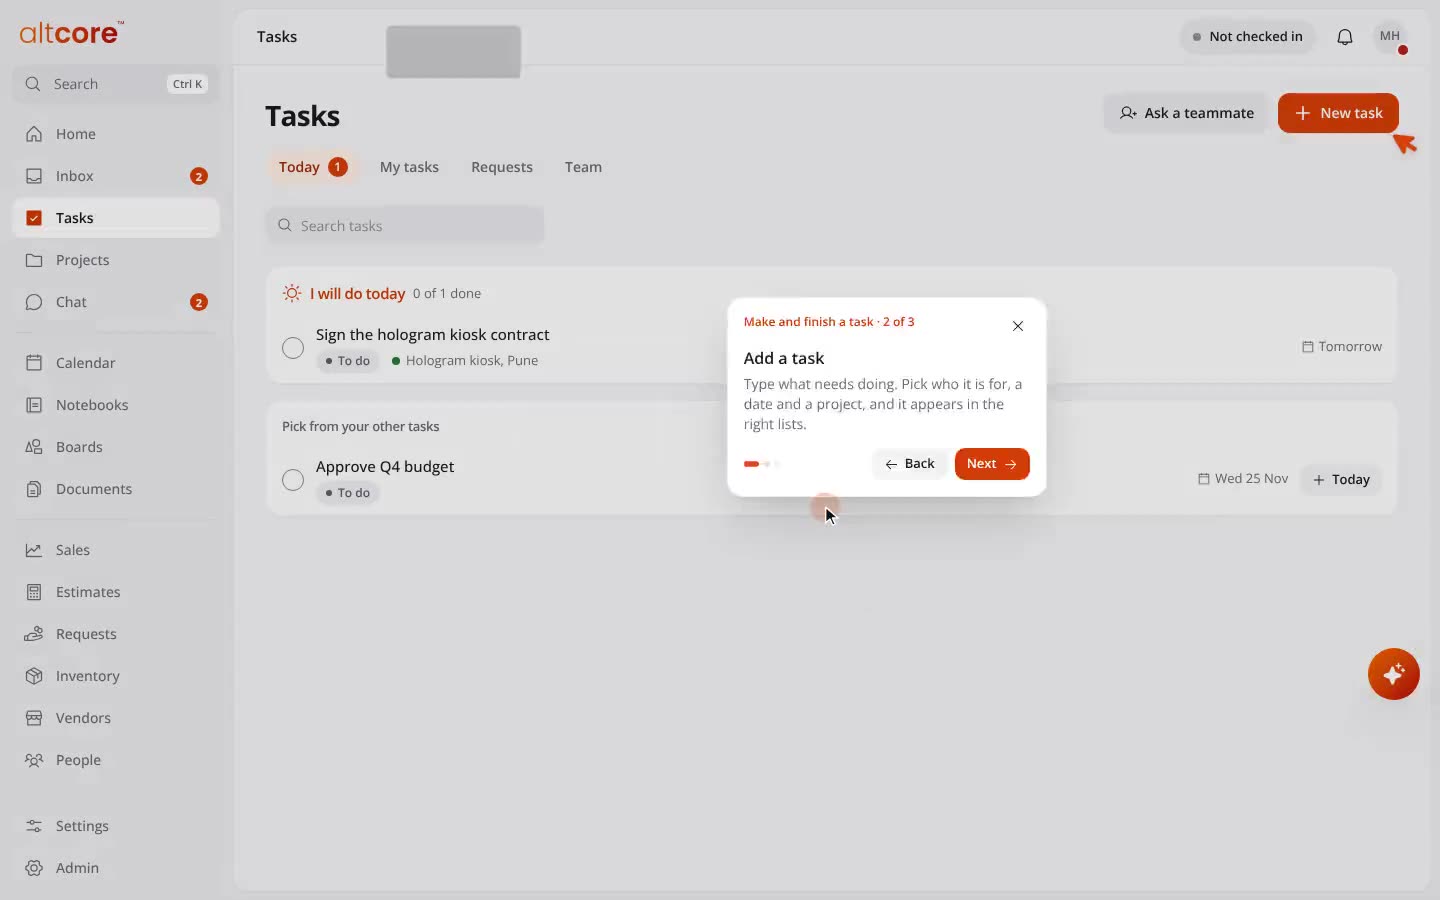 altcore™
Search Ctrl K
Home
Inbox 2
Tasks
Projects
Chat 2
Calendar
Notebooks
Boards
Documents
Sales
Estimates
Requests
Inventory
Vendors
People
Settings
Admin
Tasks
Not checked in
MH
Tasks
Ask a teammate
New task
Today 1 My tasks Requests Team
Search tasks
I will do today 0 of 1 done
Sign the hologram kiosk contract
To do Hologram kiosk, Pune
Tomorrow
Pick from your other tasks
Approve Q4 budget
To do
Wed 25 Nov
Today
Make and finish a task · 2 of 3
Add a task
Type what needs doing. Pick who it is for, a
date and a project, and it appears in the
right lists.
Back
Next